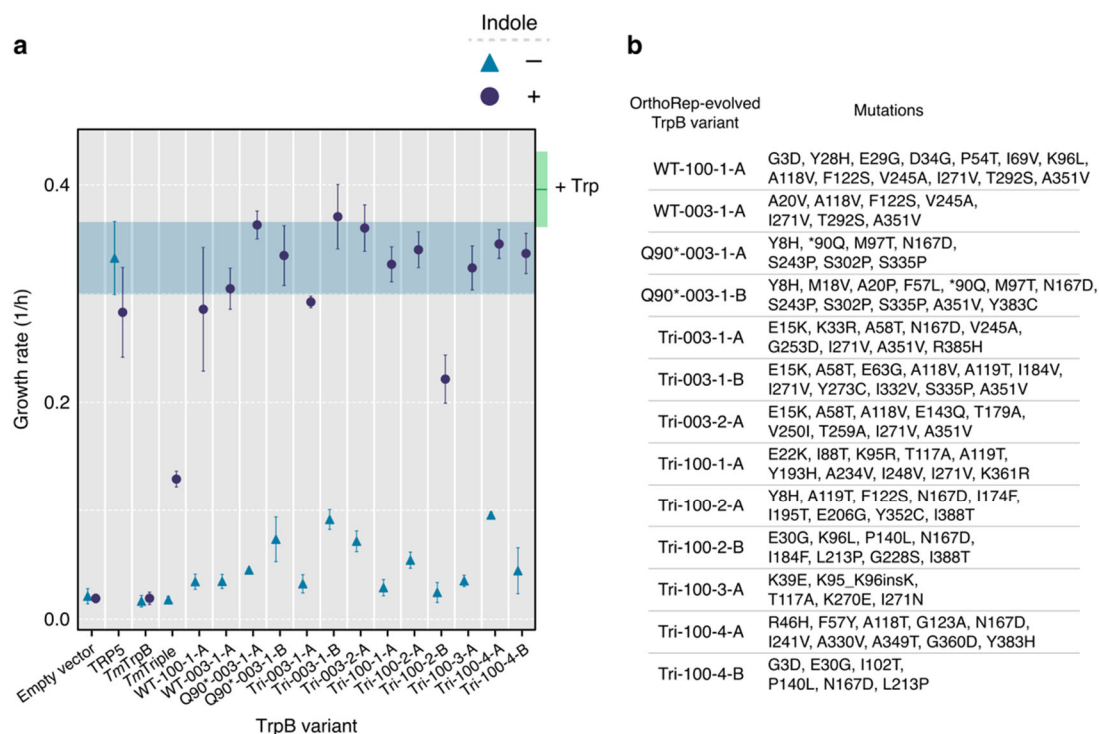 a
Indole
−
+
Growth rate (1/h)
0.4
0.2
0.0
+ Trp
Empty vector
TRP5
TmTrpB
TmTriple
WT-100-1-A
WT-003-1-A
Q90*-003-1-A
Q90*-003-1-B
Tri-003-1-A
Tri-003-1-B
Tri-003-2-A
Tri-100-1-A
Tri-100-2-A
Tri-100-2-B
Tri-100-3-A
Tri-100-4-A
Tri-100-4-B
TrpB variant
b
OrthoRep-evolved
TrpB variant
Mutations
WT-100-1-A
G3D, Y28H, E29G, D34G, P54T, I69V, K96L,
A118V, F122S, V245A, I271V, T292S, A351V
WT-003-1-A
A20V, A118V, F122S, V245A,
I271V, T292S, A351V
Q90*-003-1-A
Y8H, *90Q, M97T, N167D,
S243P, S302P, S335P
Q90*-003-1-B
Y8H, M18V, A20P, F57L, *90Q, M97T, N167D,
S243P, S302P, S335P, A351V, Y383C
Tri-003-1-A
E15K, K33R, A58T, N167D, V245A,
G253D, I271V, A351V, R385H
Tri-003-1-B
E15K, A58T, E63G, A118V, A119T, I184V,
I271V, Y273C, I332V, S335P, A351V
Tri-003-2-A
E15K, A58T, A118V, E143Q, T179A,
V250I, T259A, I271V, A351V
Tri-100-1-A
E22K, I88T, K95R, T117A, A119T,
Y193H, A234V, I248V, I271V, K361R
Tri-100-2-A
Y8H, A119T, F122S, N167D, I174F,
I195T, E206G, Y352C, I388T
Tri-100-2-B
E30G, K96L, P140L, N167D,
I184F, L213P, G228S, I388T
Tri-100-3-A
K39E, K95_K96insK,
T117A, K270E, I271N
Tri-100-4-A
R46H, F57Y, A118T, G123A, N167D,
I241V, A330V, A349T, G360D, Y383H
Tri-100-4-B
G3D, E30G, I102T,
P140L, N167D, L213P